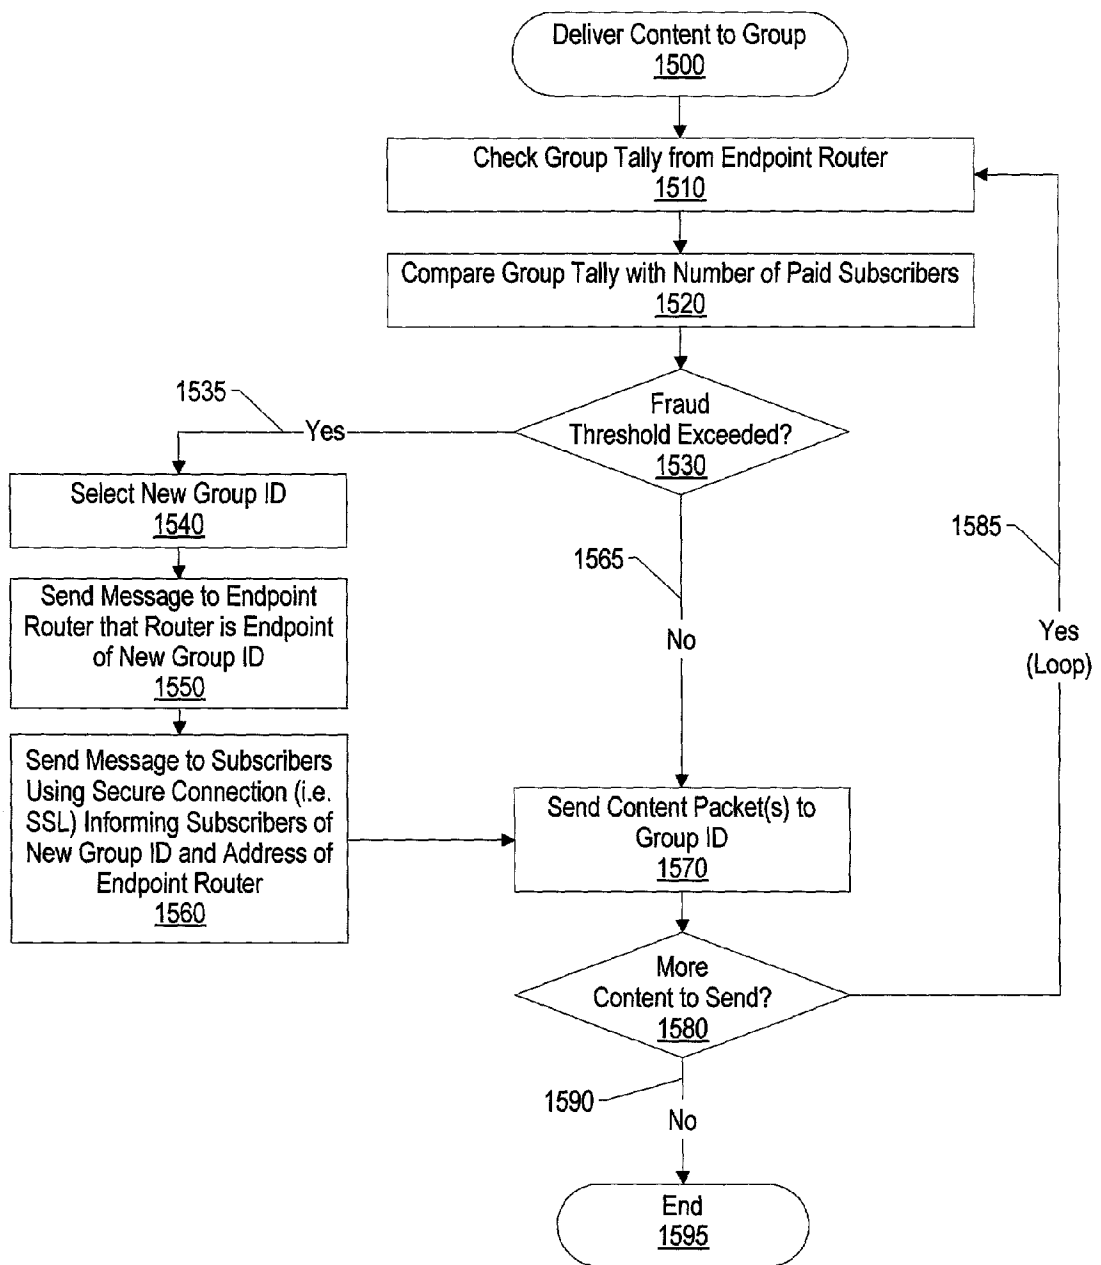 Deliver Content to Group
1500
Check Group Tally from Endpoint Router
1510
Compare Group Tally with Number of Paid Subscribers
1520
Fraud
Threshold Exceeded?
1530
1535
Yes
Select New Group ID
1540
Send Message to Endpoint
Router that Router is Endpoint
of New Group ID
1550
Send Message to Subscribers
Using Secure Connection (i.e.
SSL) Informing Subscribers of
New Group ID and Address of
Endpoint Router
1560
1565
No
Send Content Packet(s) to
Group ID
1570
More
Content to Send?
1580
1585
Yes
(Loop)
1590
No
End
1595